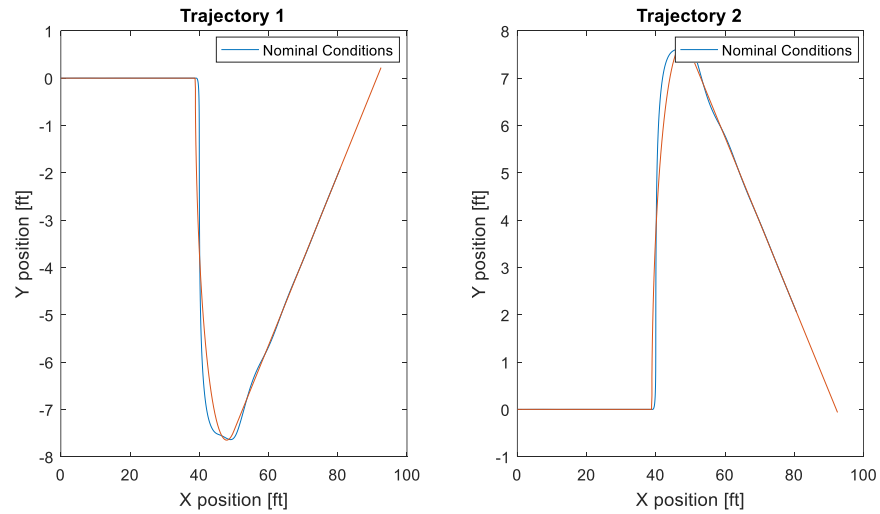 Trajectory 1
Nominal Conditions
1
0
-1
-2
-3
-4
-5
-6
-7
-8
Y position [ft]
0 20 40 60 80 100
X position [ft]
Trajectory 2
Nominal Conditions
8
7
6
5
4
3
2
1
0
-1
Y position [ft]
0 20 40 60 80 100
X position [ft]